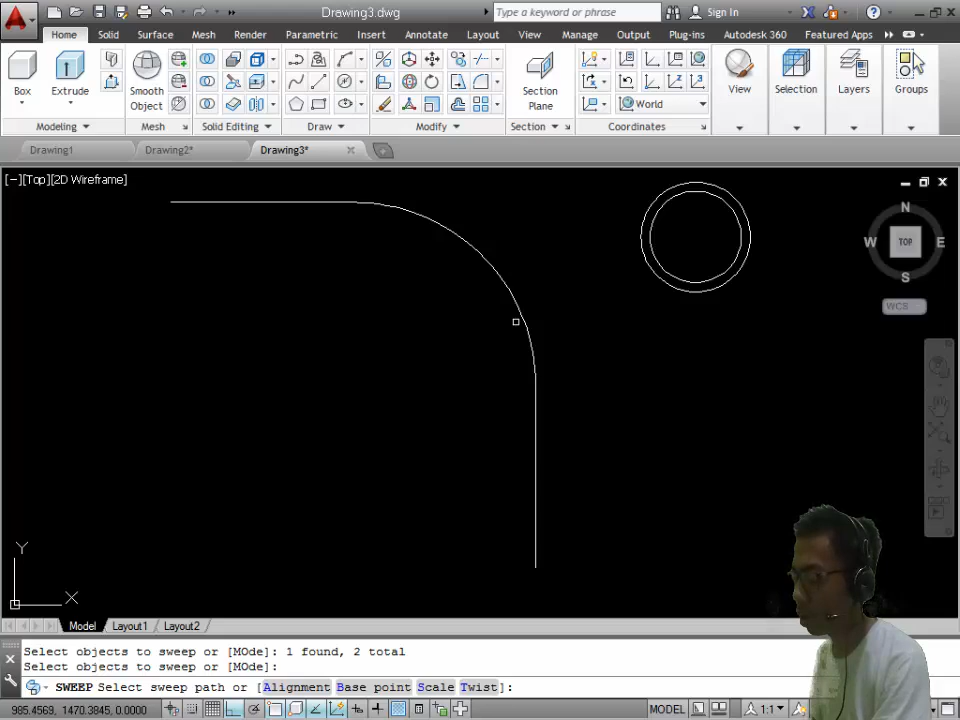 Drawing3.dwg
Type a keyword or phrase
Sign In
Home Solid Surface Mesh Render Parametric Insert Annotate Layout View Manage Output Plug-ins Autodesk 360 Featured Apps
Box
Extrude
Smooth
Object
Section
Plane
World
View
Selection
Layers
Groups
Modeling Mesh Solid Editing Draw Modify Section Coordinates
Drawing1 Drawing2* Drawing3*
[−][Top][2D Wireframe]
N
W TOP E
S
WCS
Y
X
Model Layout1 Layout2
Select objects to sweep or [MOde]: 1 found, 2 total
Select objects to sweep or [MOde]:
SWEEP Select sweep path or [Alignment Base point Scale Twist]:
985.4569, 1470.3845, 0.0000 MODEL 1:1